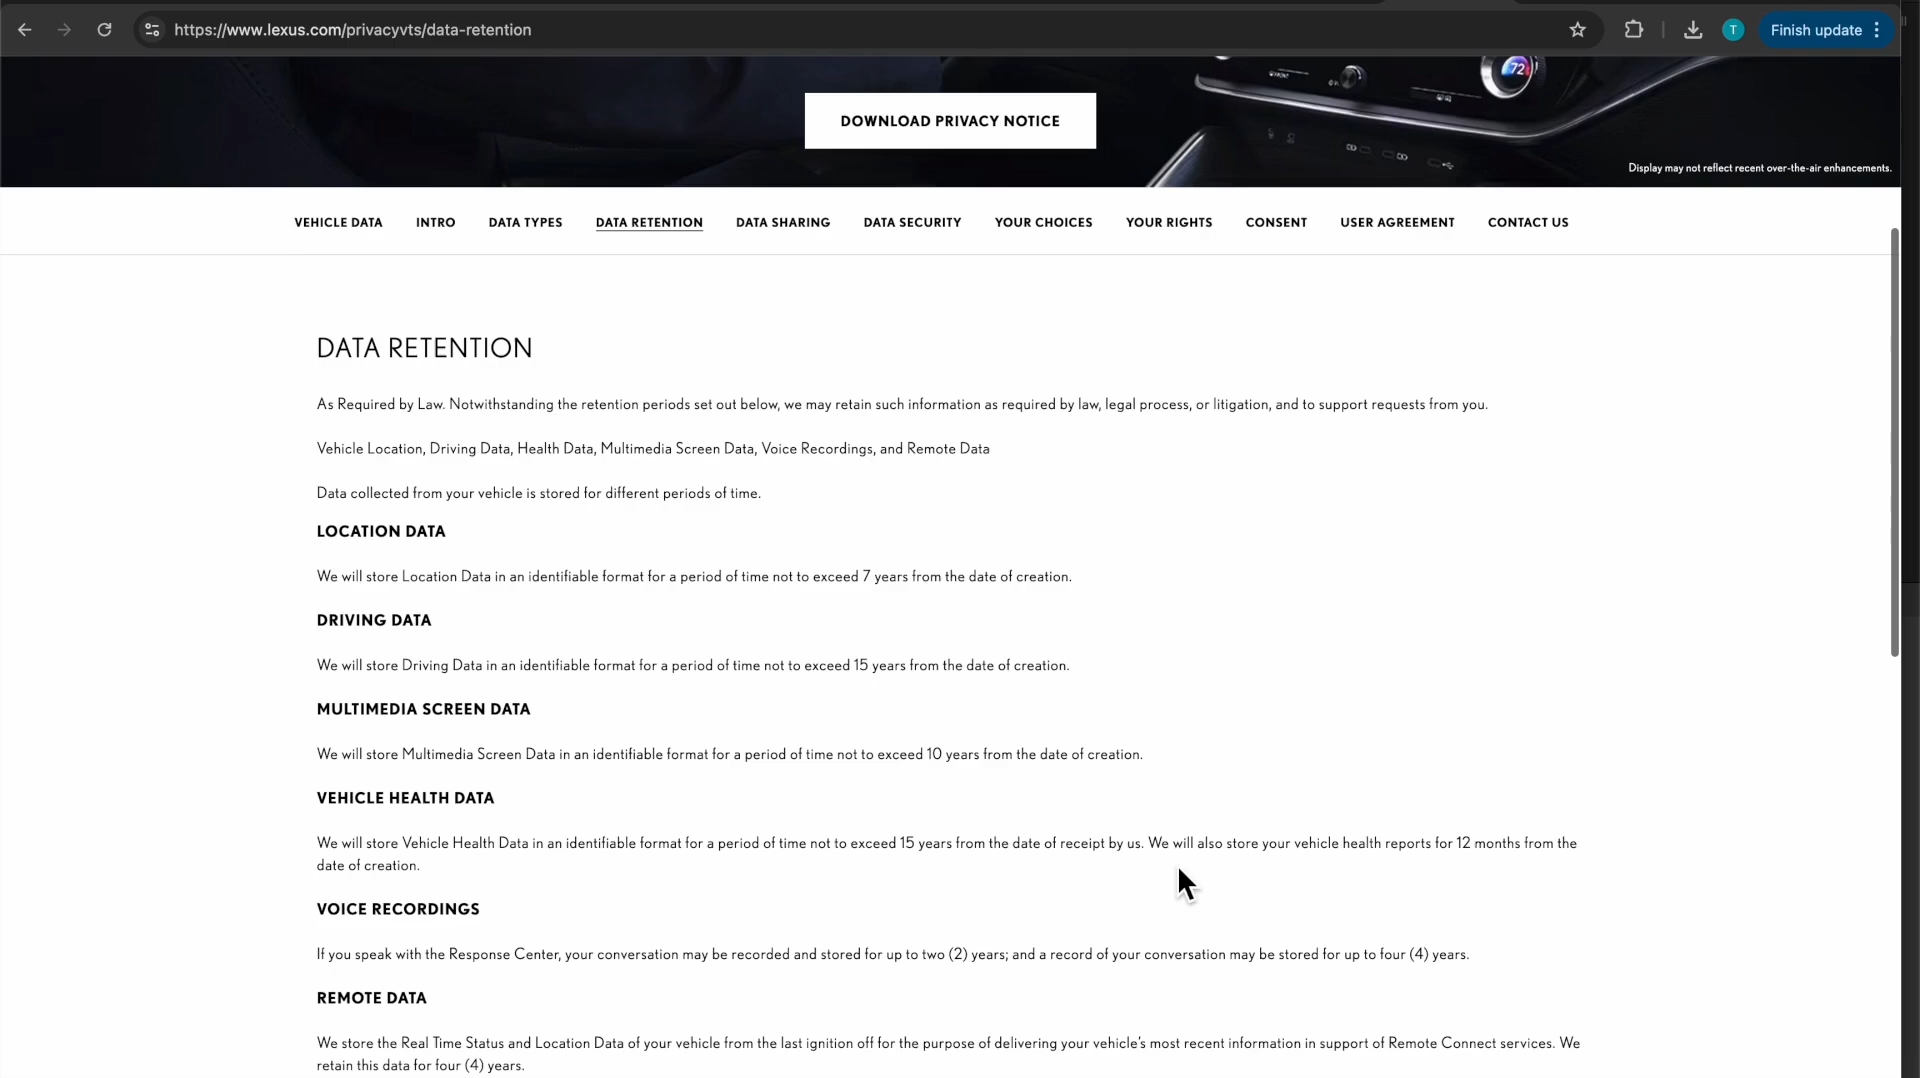 https://www.lexus.com/privacyvts/data-retention
T
Finish update
72
DOWNLOAD PRIVACY NOTICE
Display may not reflect recent over-the-air enhancements.
VEHICLE DATA INTRO DATA TYPES DATA RETENTION DATA SHARING DATA SECURITY YOUR CHOICES YOUR RIGHTS CONSENT USER AGREEMENT CONTACT US
DATA RETENTION
As Required by Law. Notwithstanding the retention periods set out below, we may retain such information as required by law, legal process, or litigation, and to support requests from you.
Vehicle Location, Driving Data, Health Data, Multimedia Screen Data, Voice Recordings, and Remote Data
Data collected from your vehicle is stored for different periods of time.
LOCATION DATA
We will store Location Data in an identifiable format for a period of time not to exceed 7 years from the date of creation.
DRIVING DATA
We will store Driving Data in an identifiable format for a period of time not to exceed 15 years from the date of creation.
MULTIMEDIA SCREEN DATA
We will store Multimedia Screen Data in an identifiable format for a period of time not to exceed 10 years from the date of creation.
VEHICLE HEALTH DATA
We will store Vehicle Health Data in an identifiable format for a period of time not to exceed 15 years from the date of receipt by us. We will also store your vehicle health reports for 12 months from the
date of creation.
VOICE RECORDINGS
If you speak with the Response Center, your conversation may be recorded and stored for up to two (2) years; and a record of your conversation may be stored for up to four (4) years.
REMOTE DATA
We store the Real Time Status and Location Data of your vehicle from the last ignition off for the purpose of delivering your vehicle's most recent information in support of Remote Connect services. We
retain this data for four (4) years.